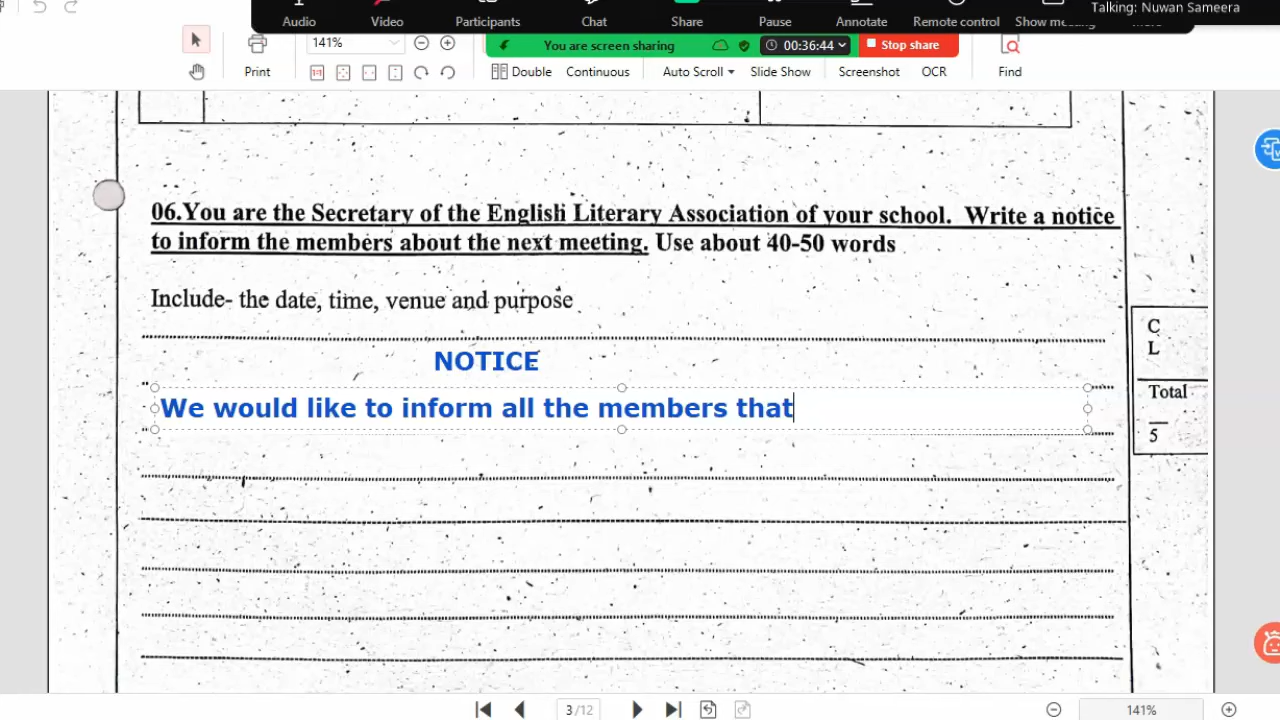 Audio Video Participants Chat Share Pause Annotate Remote control
Talking: Nuwan Sameera
141% You are screen sharing 00:36:44 Stop share
Print Double Continuous Auto Scroll Slide Show Screenshot OCR Find
06.You are the Secretary of the English Literary Association of your school. Write a notice
to inform the members about the next meeting. Use about 40-50 words
Include- the date, time, venue and purpose
NOTICE
We would like to inform all the members that
C
L
Total
5
3/12
141%